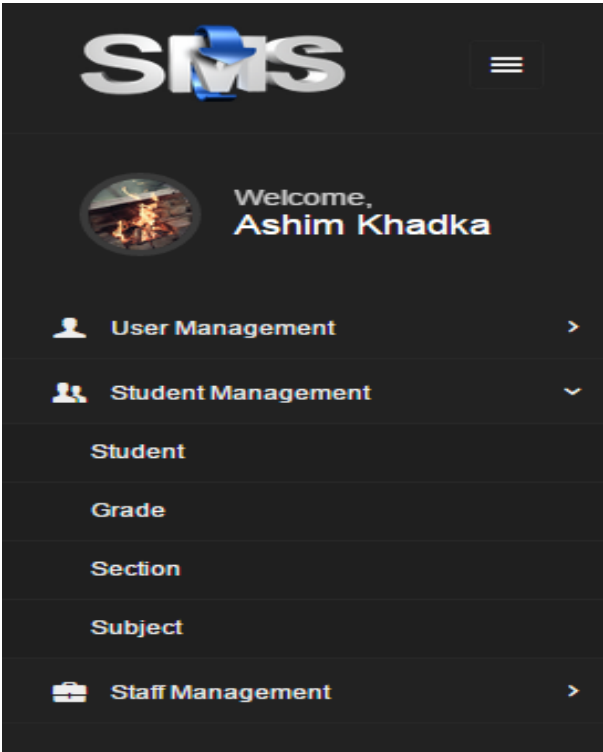 SMS
Welcome,
Ashim Khadka
User Management
Student Management
Student
Grade
Section
Subject
Staff Management